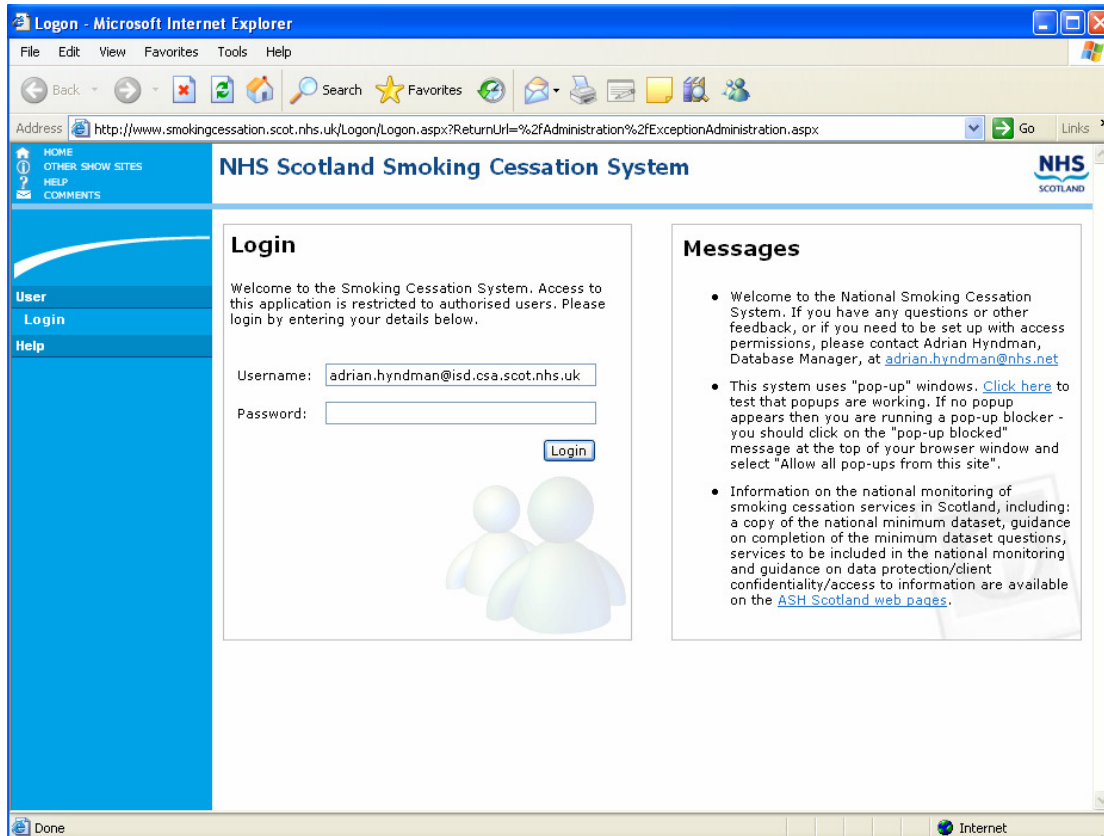 Logon - Microsoft Internet Explorer
File Edit View Favorites Tools Help
Back Search Favorites
Address http://www.smokingcessation.scot.nhs.uk/Logon/Logon.aspx?ReturnUrl=%2fAdministration%2fExceptionAdministration.aspx Go Links
HOME
OTHER SHOW SITES
HELP
COMMENTS
NHS Scotland Smoking Cessation System
NHS
SCOTLAND
User
Login
Help
Login
Welcome to the Smoking Cessation System. Access to
this application is restricted to authorised users. Please
login by entering your details below.
Username: adrian.hyndman@isd.csa.scot.nhs.uk
Password:
Login
Messages
• Welcome to the National Smoking Cessation
System. If you have any questions or other
feedback, or if you need to be set up with access
permissions, please contact Adrian Hyndman,
Database Manager, at adrian.hyndman@nhs.net
• This system uses "pop-up" windows. Click here to
test that popups are working. If no popup
appears then you are running a pop-up blocker -
you should click on the "pop-up blocked"
message at the top of your browser window and
select "Allow all pop-ups from this site".
• Information on the national monitoring of
smoking cessation services in Scotland, including:
a copy of the national minimum dataset, guidance
on completion of the minimum dataset questions,
services to be included in the national monitoring
and guidance on data protection/client
confidentiality/access to information are available
on the ASH Scotland web pages.
Done
Internet